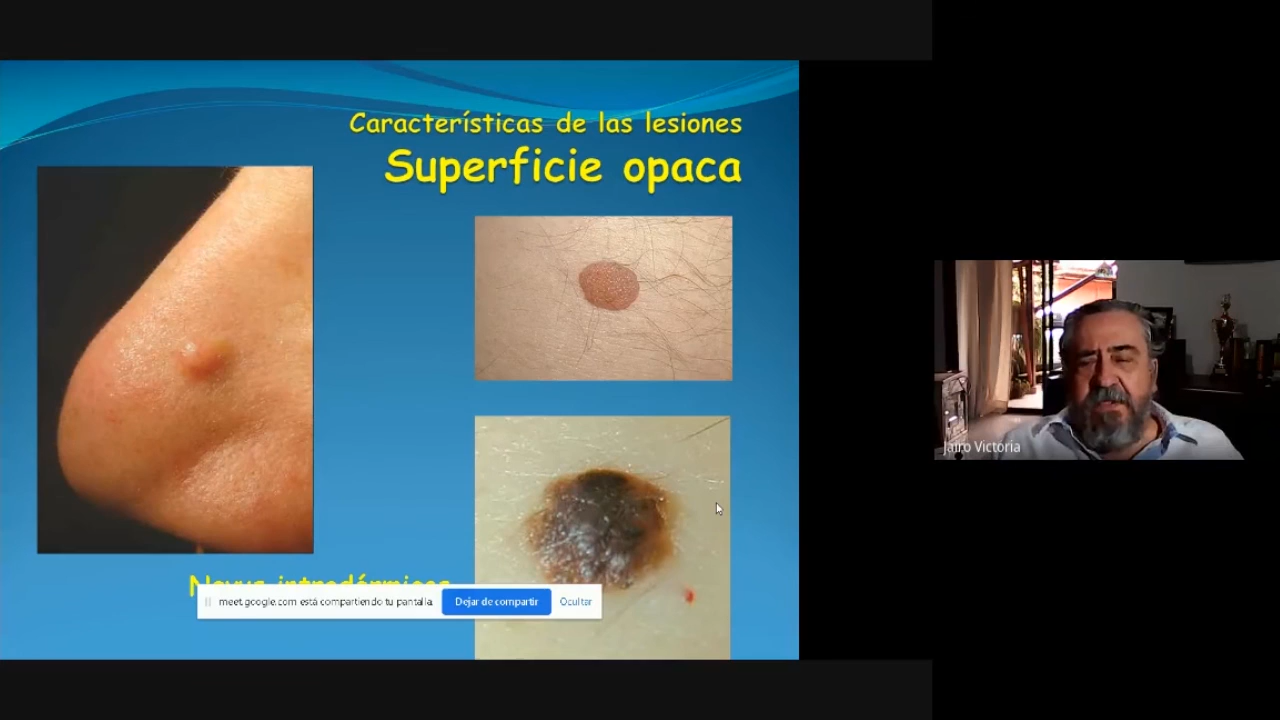 Características de las lesiones
Superficie opaca
meet.google.com está compartiendo tu pantalla.
Dejar de compartir
Ocultar
Jairo Victoria